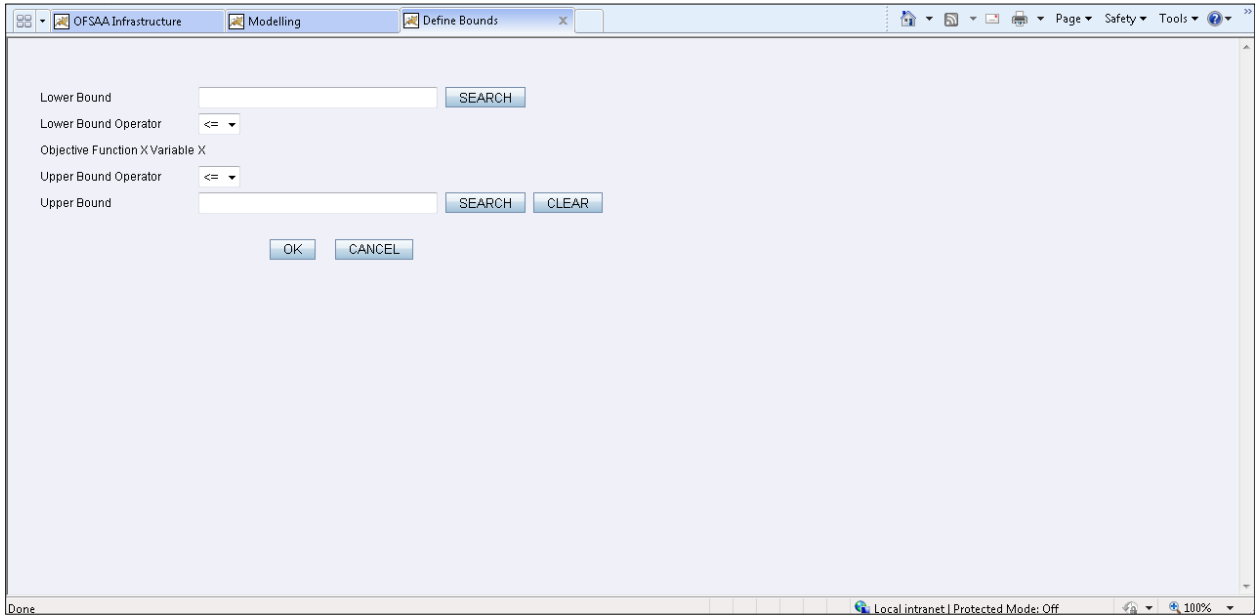 OFSAA Infrastructure Modelling Define Bounds x Page Safety Tools »
Lower Bound SEARCH
Lower Bound Operator <=
Objective Function X Variable X
Upper Bound Operator <=
Upper Bound SEARCH CLEAR
OK CANCEL
Done Local intranet | Protected Mode: Off 100%